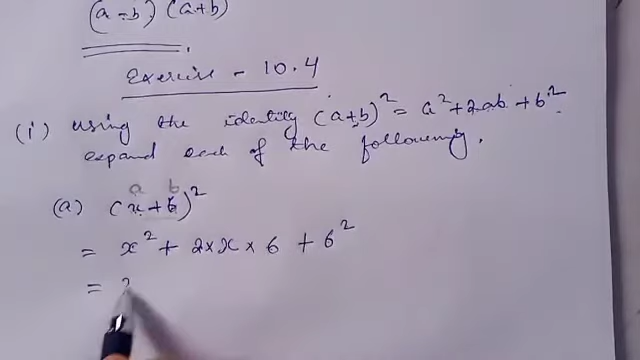 (a-b) (a+b)
Exercise - 10.4
(i) using the identity (a+b)² = a² + 2ab + b²
expand each of the following.
a b
(a) (x+6)²
= x² + 2×x×6 + 6²
=